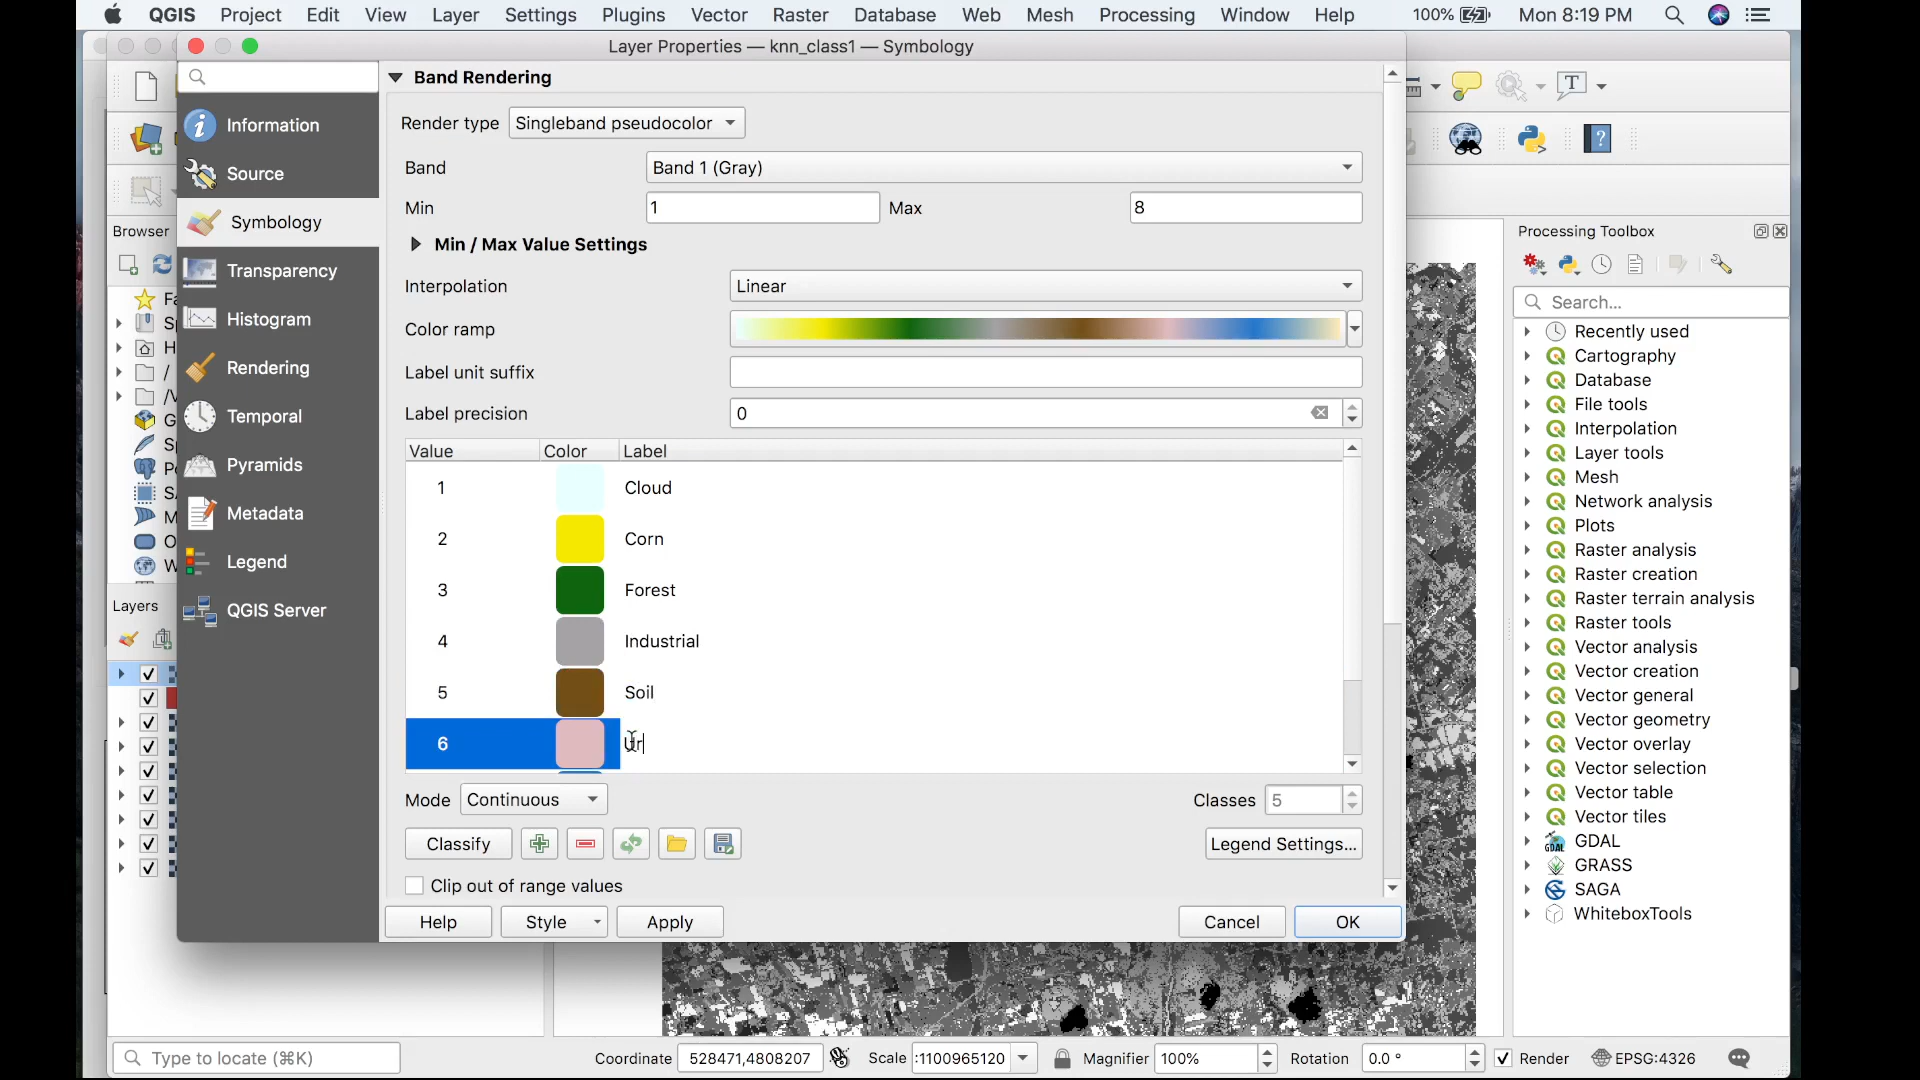 QGIS Project Edit View Layer Settings Plugins Vector Raster Database Web Mesh Processing Window Help 100% Mon 8:19 PM
Layer Properties — knn_class1 — Symbology
Information
Source
Symbology
Transparency
Histogram
Rendering
Temporal
Pyramids
Metadata
Legend
QGIS Server
Band Rendering
Render type Singleband pseudocolor
Band Band 1 (Gray)
Min 1 Max 8
Min / Max Value Settings
Interpolation Linear
Color ramp
Label unit suffix
Label precision 0
Value Color Label
1 Cloud
2 Corn
3 Forest
4 Industrial
5 Soil
6 Ur
Mode Continuous Classes 5
Classify Legend Settings...
Clip out of range values
Help Style Apply Cancel OK
Browser
Fa
Sp
H
/
/V
G
Sp
P
SA
M
O
W
Layers
Processing Toolbox
Search...
Recently used
Cartography
Database
File tools
Interpolation
Layer tools
Mesh
Network analysis
Plots
Raster analysis
Raster creation
Raster terrain analysis
Raster tools
Vector analysis
Vector creation
Vector general
Vector geometry
Vector overlay
Vector selection
Vector table
Vector tiles
GDAL
GRASS
SAGA
WhiteboxTools
Type to locate (⌘K) Coordinate 528471,4808207 Scale :1100965120 Magnifier 100% Rotation 0.0 ° Render EPSG:4326